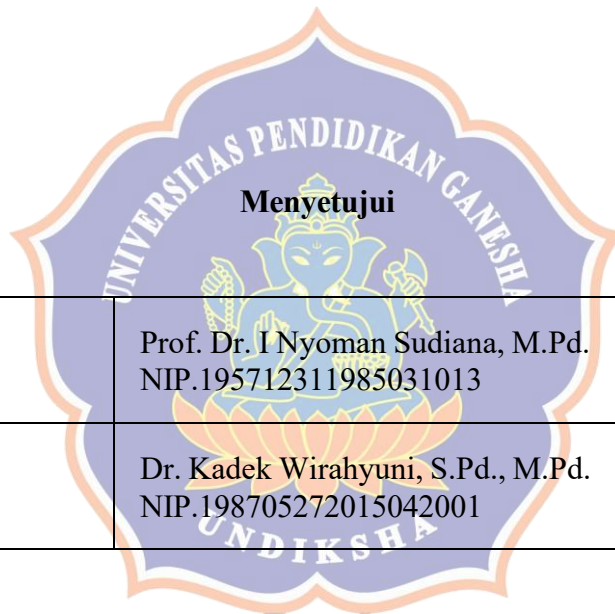 UNIVERSITAS PENDIDIKAN GANESHA
Menyetujui
Prof. Dr. I Nyoman Sudiana, M.Pd.
NIP.195712311985031013
Dr. Kadek Wirahyuni, S.Pd., M.Pd.
NIP.198705272015042001
UNDIKSHA